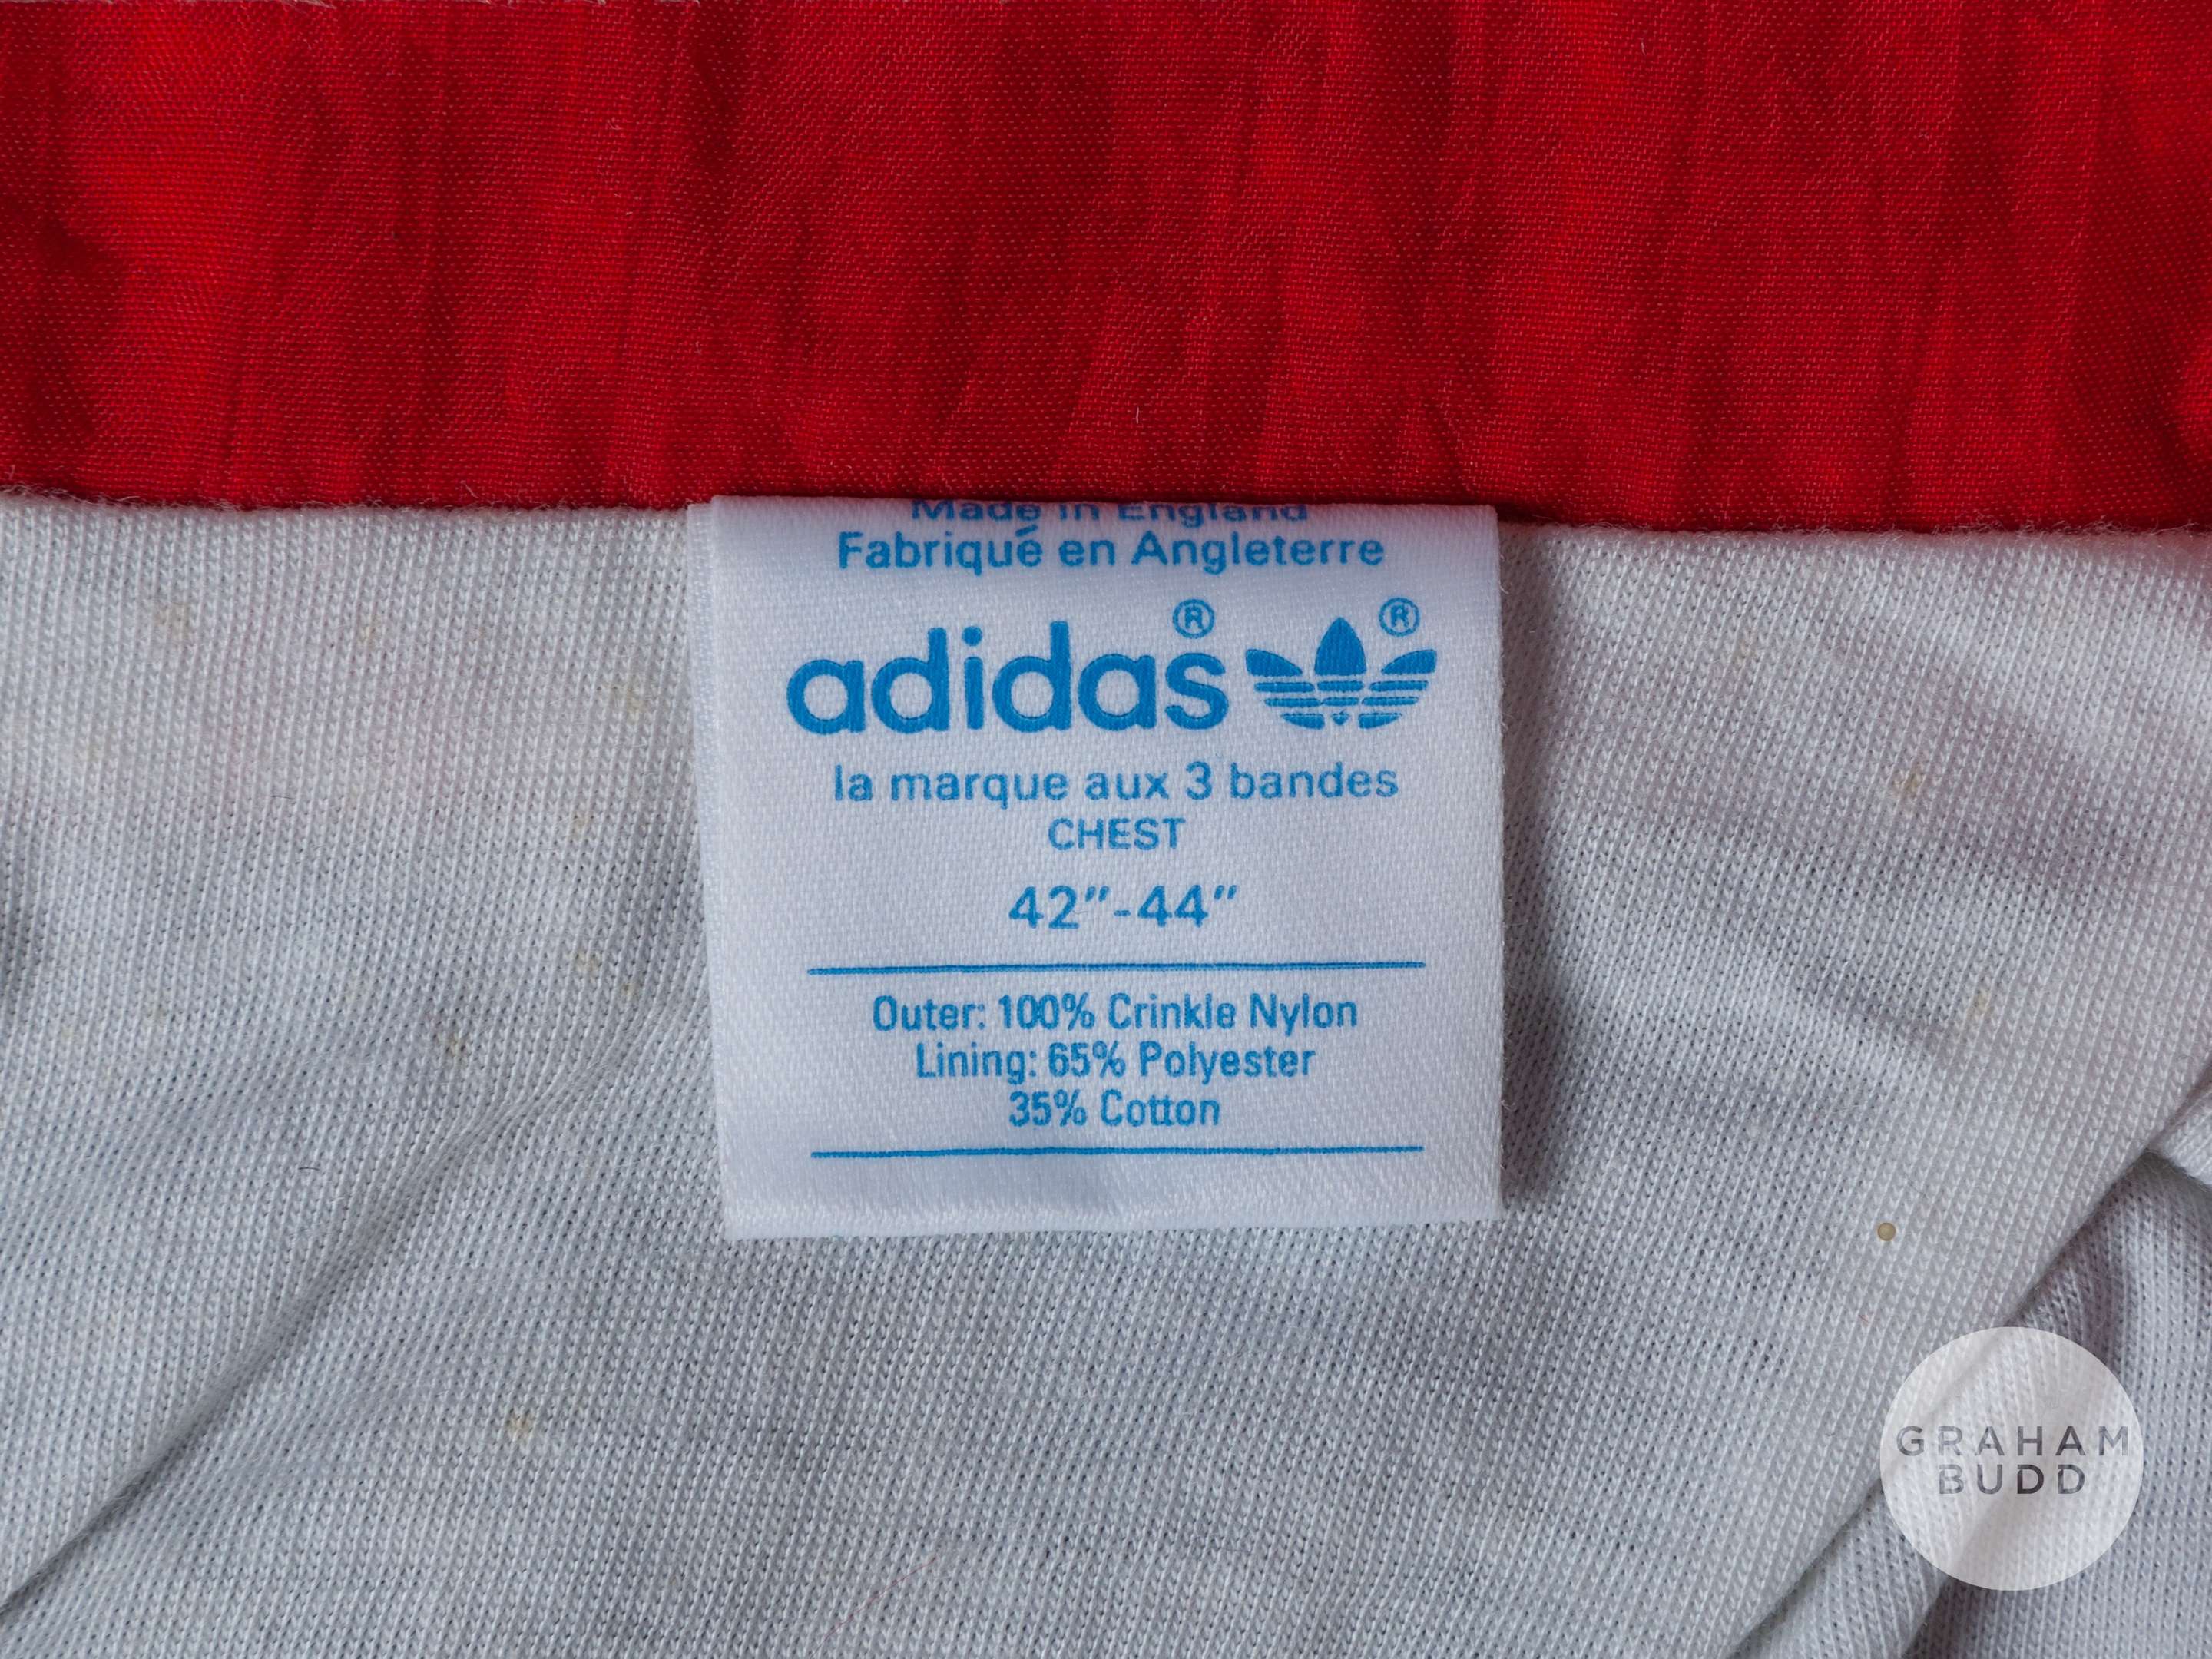 Made in England
Fabriqué en Angleterre
adidas® ®
la marque aux 3 bandes
CHEST
42"-44"
Outer: 100% Crinkle Nylon
Lining: 65% Polyester
35% Cotton
GRAHAM
BUDD